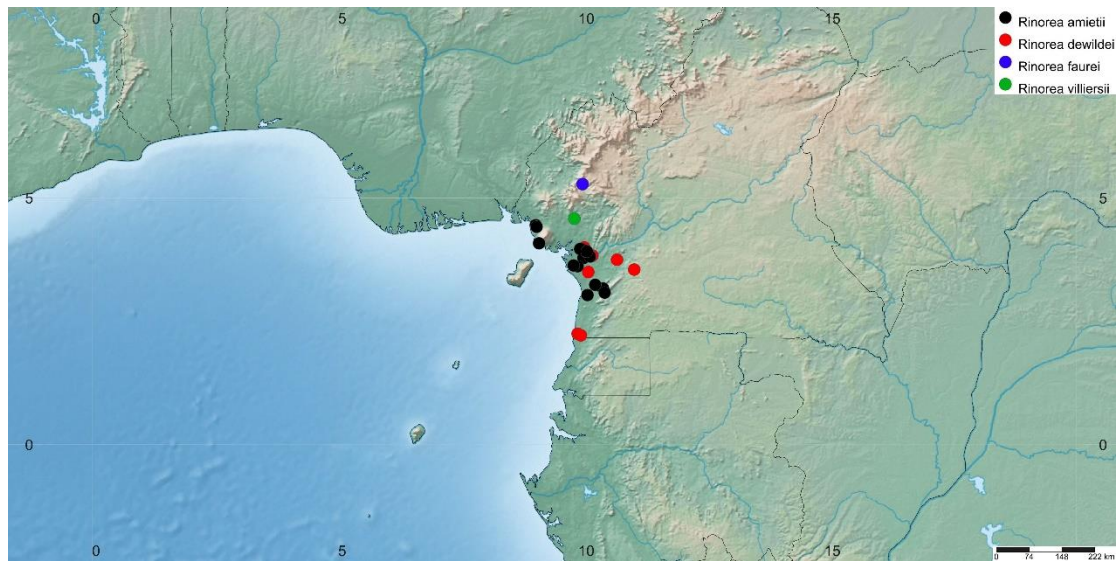 0 5 10 15
Rinorea amietii
Rinorea dewildei
Rinorea faurei
Rinorea villiersii
5 5
0 0
0 5 10 15
0 74 148 222 km